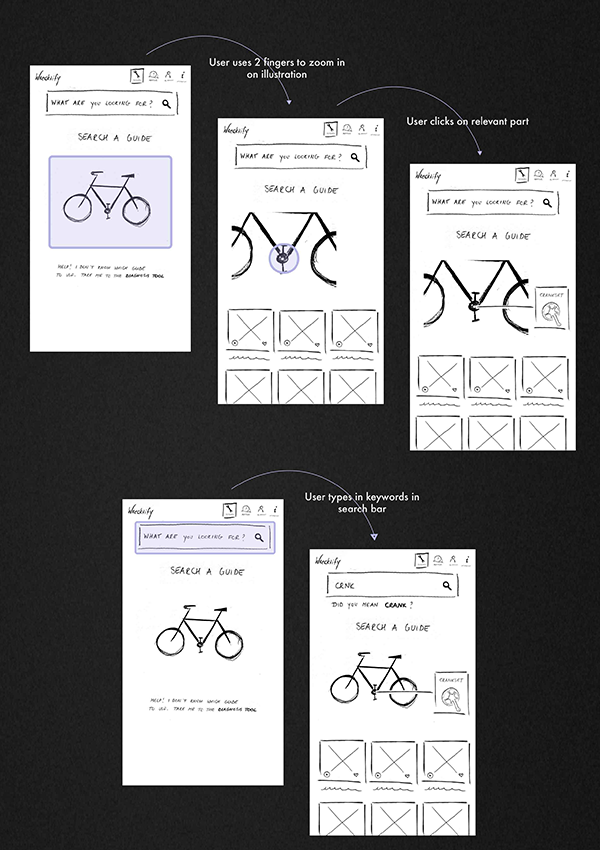 User uses 2 fingers to zoom in
on illustration
Wrenchify
WHAT ARE YOU LOOKING FOR?
SEARCH A GUIDE
HELP! I DON'T KNOW WHICH GUIDE
TO USE. TAKE ME TO THE DIAGNOSIS TOOL
User clicks on relevant part
Wrenchify
WHAT ARE YOU LOOKING FOR?
SEARCH A GUIDE
Wrenchify
WHAT ARE YOU LOOKING FOR?
SEARCH A GUIDE
CRANKSET
User types in keywords in
search bar
Wrenchify
WHAT ARE YOU LOOKING FOR?
SEARCH A GUIDE
HELP! I DON'T KNOW WHICH GUIDE
TO USE. TAKE ME TO THE DIAGNOSIS TOOL
Wrenchify
CRNK
DID YOU MEAN CRANK?
SEARCH A GUIDE
CRANKSET